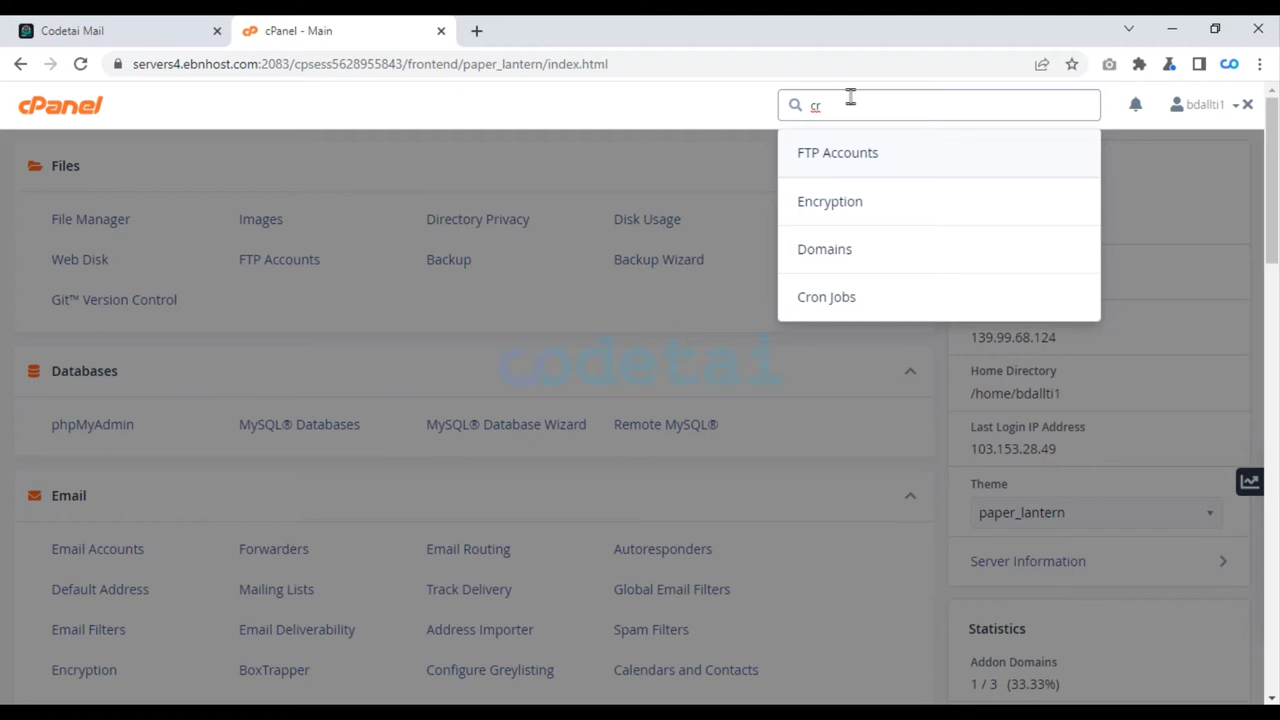 Codetai Mail
cPanel - Main
servers4.ebnhost.com:2083/cpsess5628955843/frontend/paper_lantern/index.html
cPanel
cr
bdallti1
FTP Accounts
Encryption
Domains
Cron Jobs
Files
File Manager
Images
Directory Privacy
Disk Usage
Web Disk
FTP Accounts
Backup
Backup Wizard
Git™ Version Control
Databases
phpMyAdmin
MySQL® Databases
MySQL® Database Wizard
Remote MySQL®
Email
Email Accounts
Forwarders
Email Routing
Autoresponders
Default Address
Mailing Lists
Track Delivery
Global Email Filters
Email Filters
Email Deliverability
Address Importer
Spam Filters
Encryption
BoxTrapper
Configure Greylisting
Calendars and Contacts
codetai
139.99.68.124
Home Directory
/home/bdallti1
Last Login IP Address
103.153.28.49
Theme
paper_lantern
Server Information
Statistics
Addon Domains
1 / 3 (33.33%)